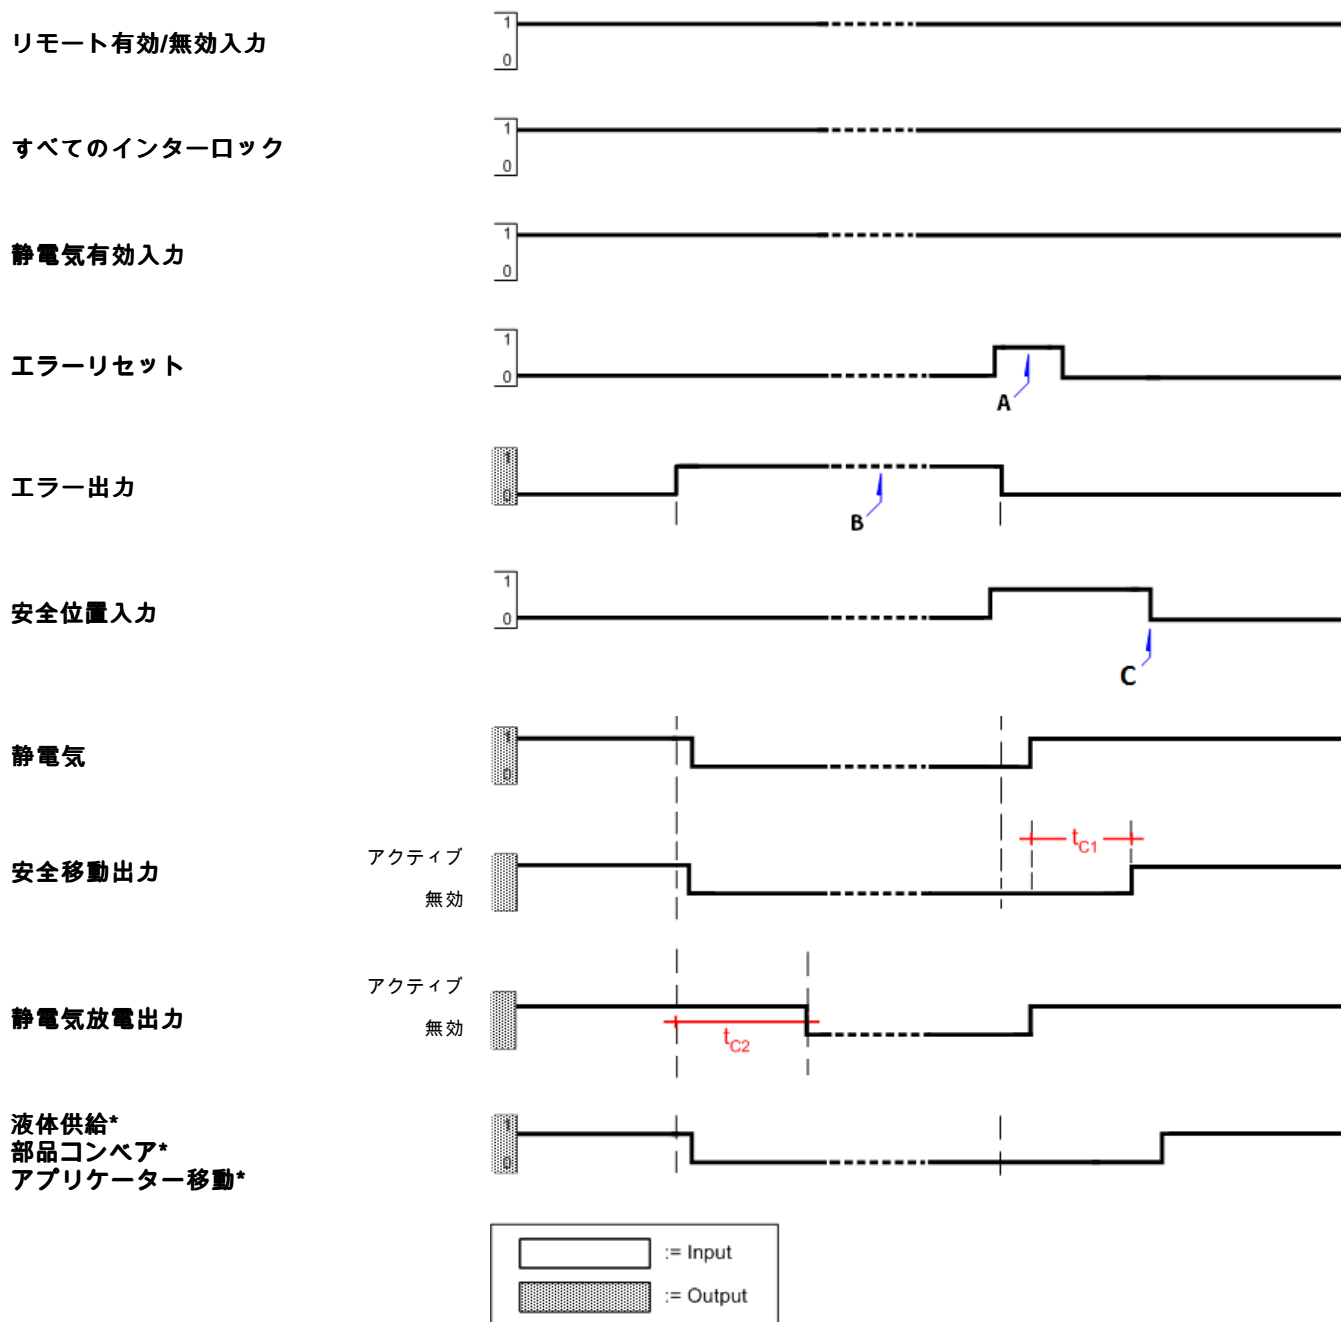 リモート有効/無効入力
1
0
すべてのインターロック
1
0
静電気有効入力
1
0
エラーリセット
1
0
A
エラー出力
1
0
B
安全位置入力
1
0
C
静電気
1
0
安全移動出力
アクティブ
無効
tC1
静電気放電出力
アクティブ
無効
tC2
液体供給*
部品コンベア*
アプリケーター移動*
1
0
:= Input
:= Output